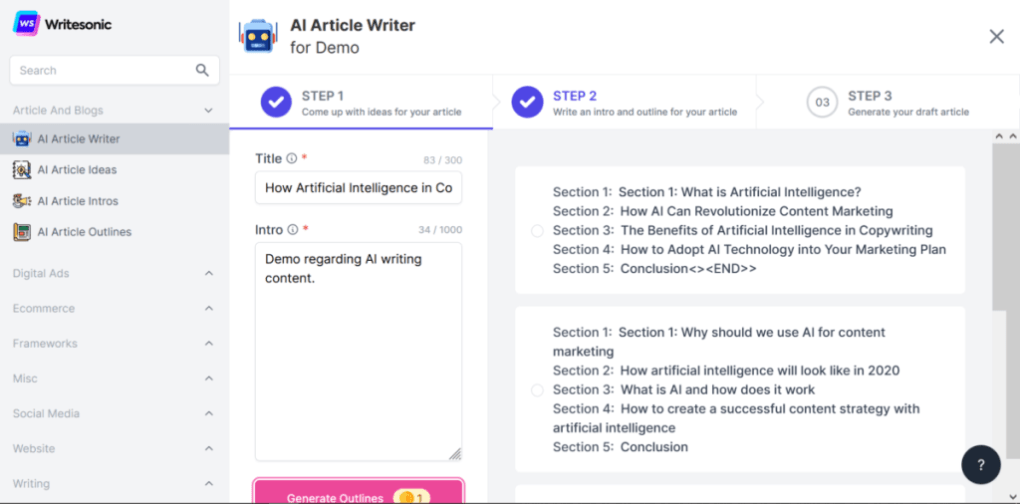 WS Writesonic
AI Article Writer
for Demo
Search
STEP 1
Come up with ideas for your article
STEP 2
Write an intro and outline for your article
03
STEP 3
Generate your draft article
Article And Blogs
AI Article Writer
AI Article Ideas
AI Article Intros
AI Article Outlines
Digital Ads
Ecommerce
Frameworks
Misc
Social Media
Website
Writing
Title * 83 / 300
How Artificial Intelligence in Co
Intro * 34 / 1000
Demo regarding AI writing
content.
Generate Outlines 1
Section 1: Section 1: What is Artificial Intelligence?
Section 2: How AI Can Revolutionize Content Marketing
Section 3: The Benefits of Artificial Intelligence in Copywriting
Section 4: How to Adopt AI Technology into Your Marketing Plan
Section 5: Conclusion<><END>>
Section 1: Section 1: Why should we use AI for content
marketing
Section 2: How artificial intelligence will look like in 2020
Section 3: What is AI and how does it work
Section 4: How to create a successful content strategy with
artificial intelligence
Section 5: Conclusion
?